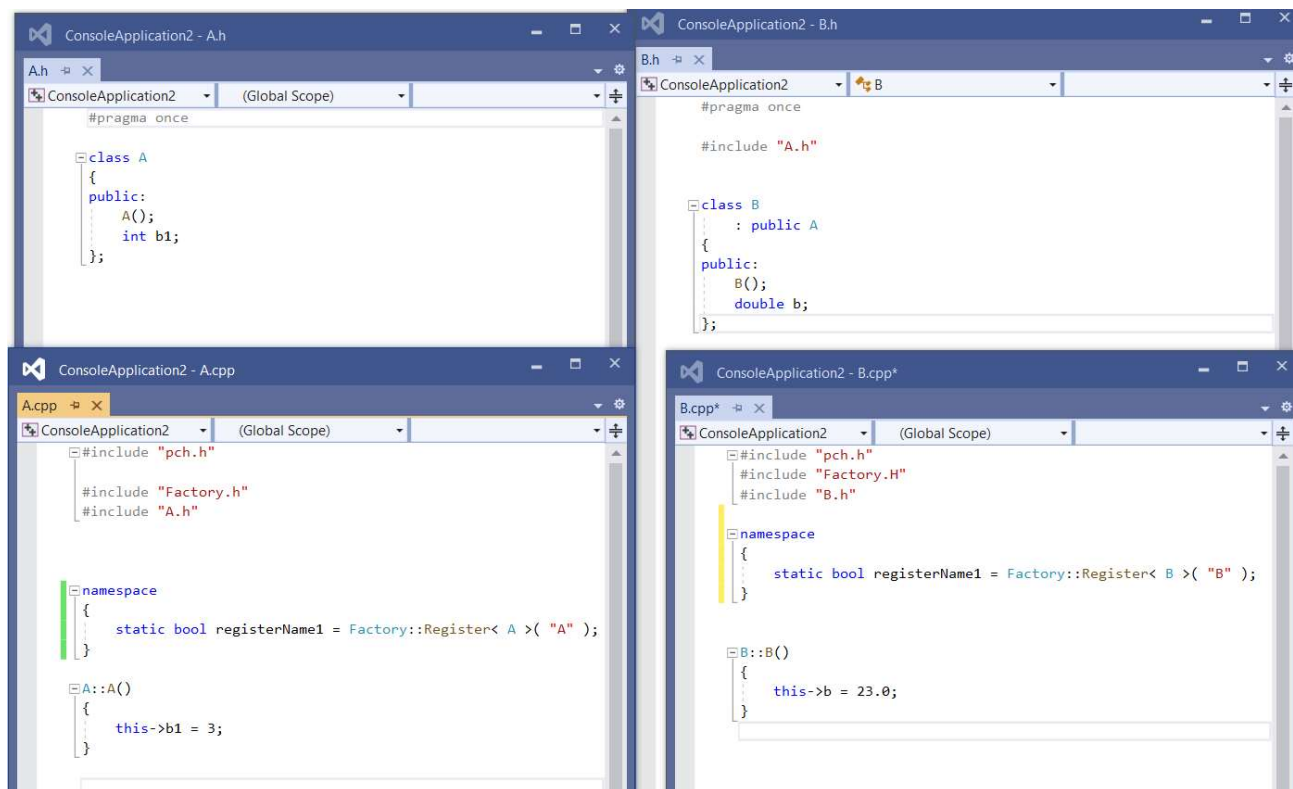 ConsoleApplication2 - A.h
A.h
ConsoleApplication2 (Global Scope)
#pragma once
class A
{
public:
A();
int b1;
};
ConsoleApplication2 - B.h
B.h
ConsoleApplication2 B
#pragma once
#include "A.h"
class B
: public A
{
public:
B();
double b;
};
ConsoleApplication2 - A.cpp
A.cpp
ConsoleApplication2 (Global Scope)
#include "pch.h"
#include "Factory.h"
#include "A.h"
namespace
{
static bool registerName1 = Factory::Register< A >( "A" );
}
A::A()
{
this->b1 = 3;
}
ConsoleApplication2 - B.cpp*
B.cpp*
ConsoleApplication2 (Global Scope)
#include "pch.h"
#include "Factory.H"
#include "B.h"
namespace
{
static bool registerName1 = Factory::Register< B >( "B" );
}
B::B()
{
this->b = 23.0;
}